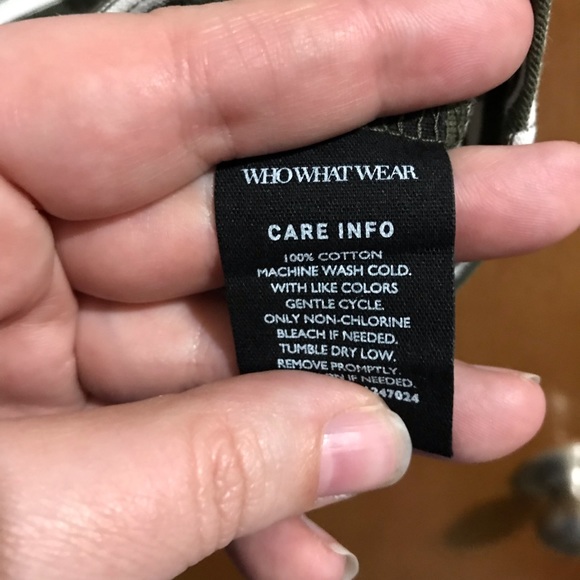 WHO WHAT WEAR
CARE INFO
100% COTTON
MACHINE WASH COLD.
WITH LIKE COLORS
GENTLE CYCLE.
ONLY NON-CHLORINE
BLEACH IF NEEDED.
TUMBLE DRY LOW.
REMOVE PROMPTLY.
IF NEEDED.
247024